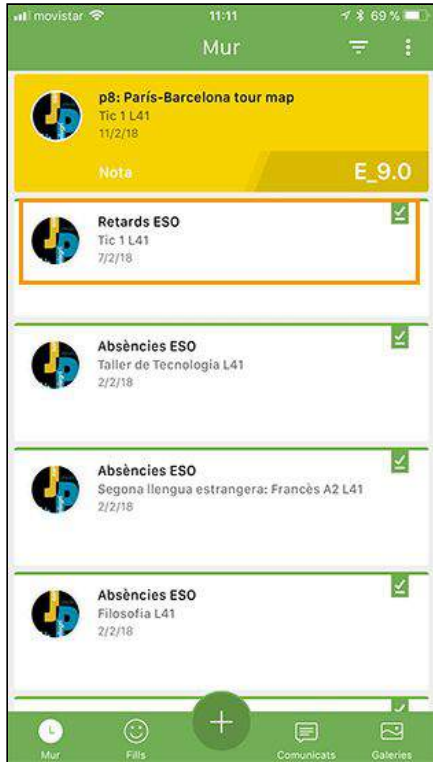 movistar 11:11 69 %
Mur
p8: París-Barcelona tour map
Tic 1 L41
11/2/18
Nota E_9.0
Retards ESO
Tic 1 L41
7/2/18
Absències ESO
Taller de Tecnologia L41
2/2/18
Absències ESO
Segona llengua estrangera: Francès A2 L41
2/2/18
Absències ESO
Filosofia L41
2/2/18
Mur Fills Comunicats Galeries